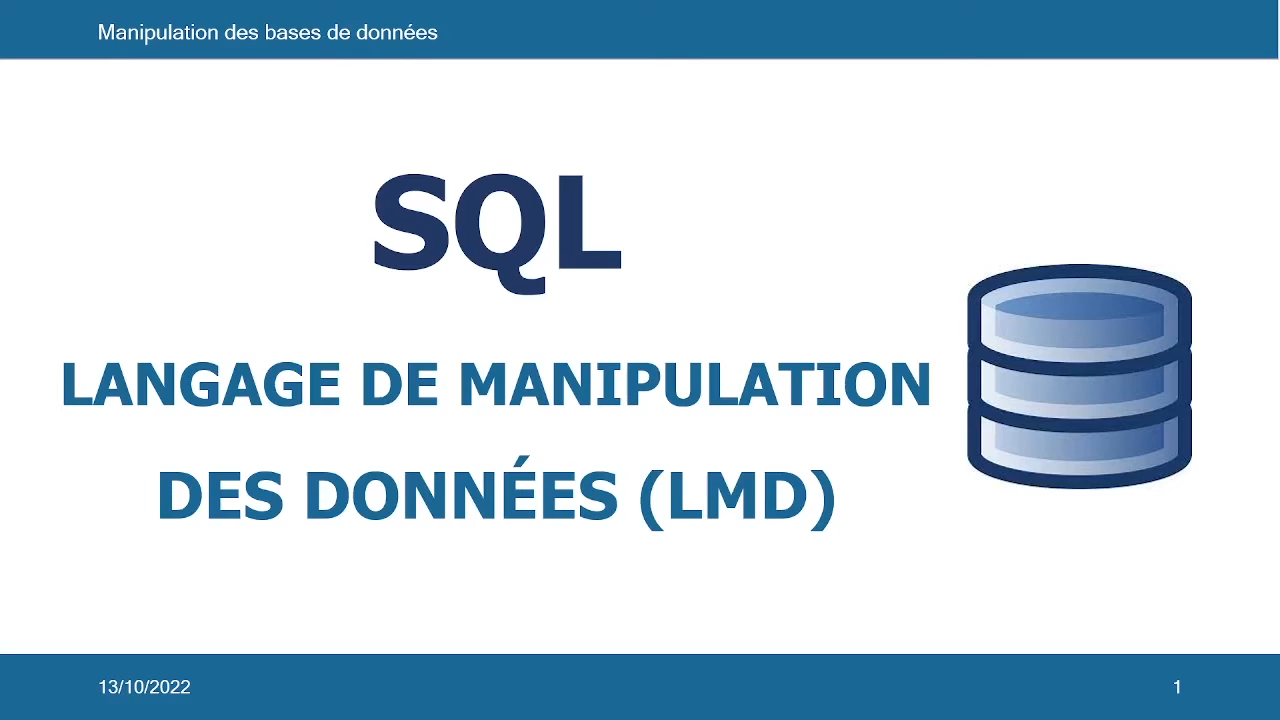 Manipulation des bases de données
SQL
LANGAGE DE MANIPULATION
DES DONNÉES (LMD)
13/10/2022
1